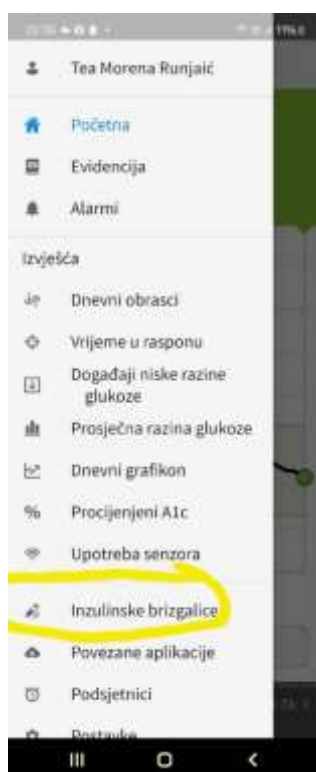 Tea Morena Runjaić
Početna
Evidencija
Alarmi
Izvješća
Dnevni obrasci
Vrijeme u rasponu
Događaji niske razine
glukoze
Prosječna razina glukoze
Dnevni grafikon
% Procijenjeni A1c
Upotreba senzora
Inzulinske brizgalice
Povezane aplikacije
Podsjetnici
Postavke